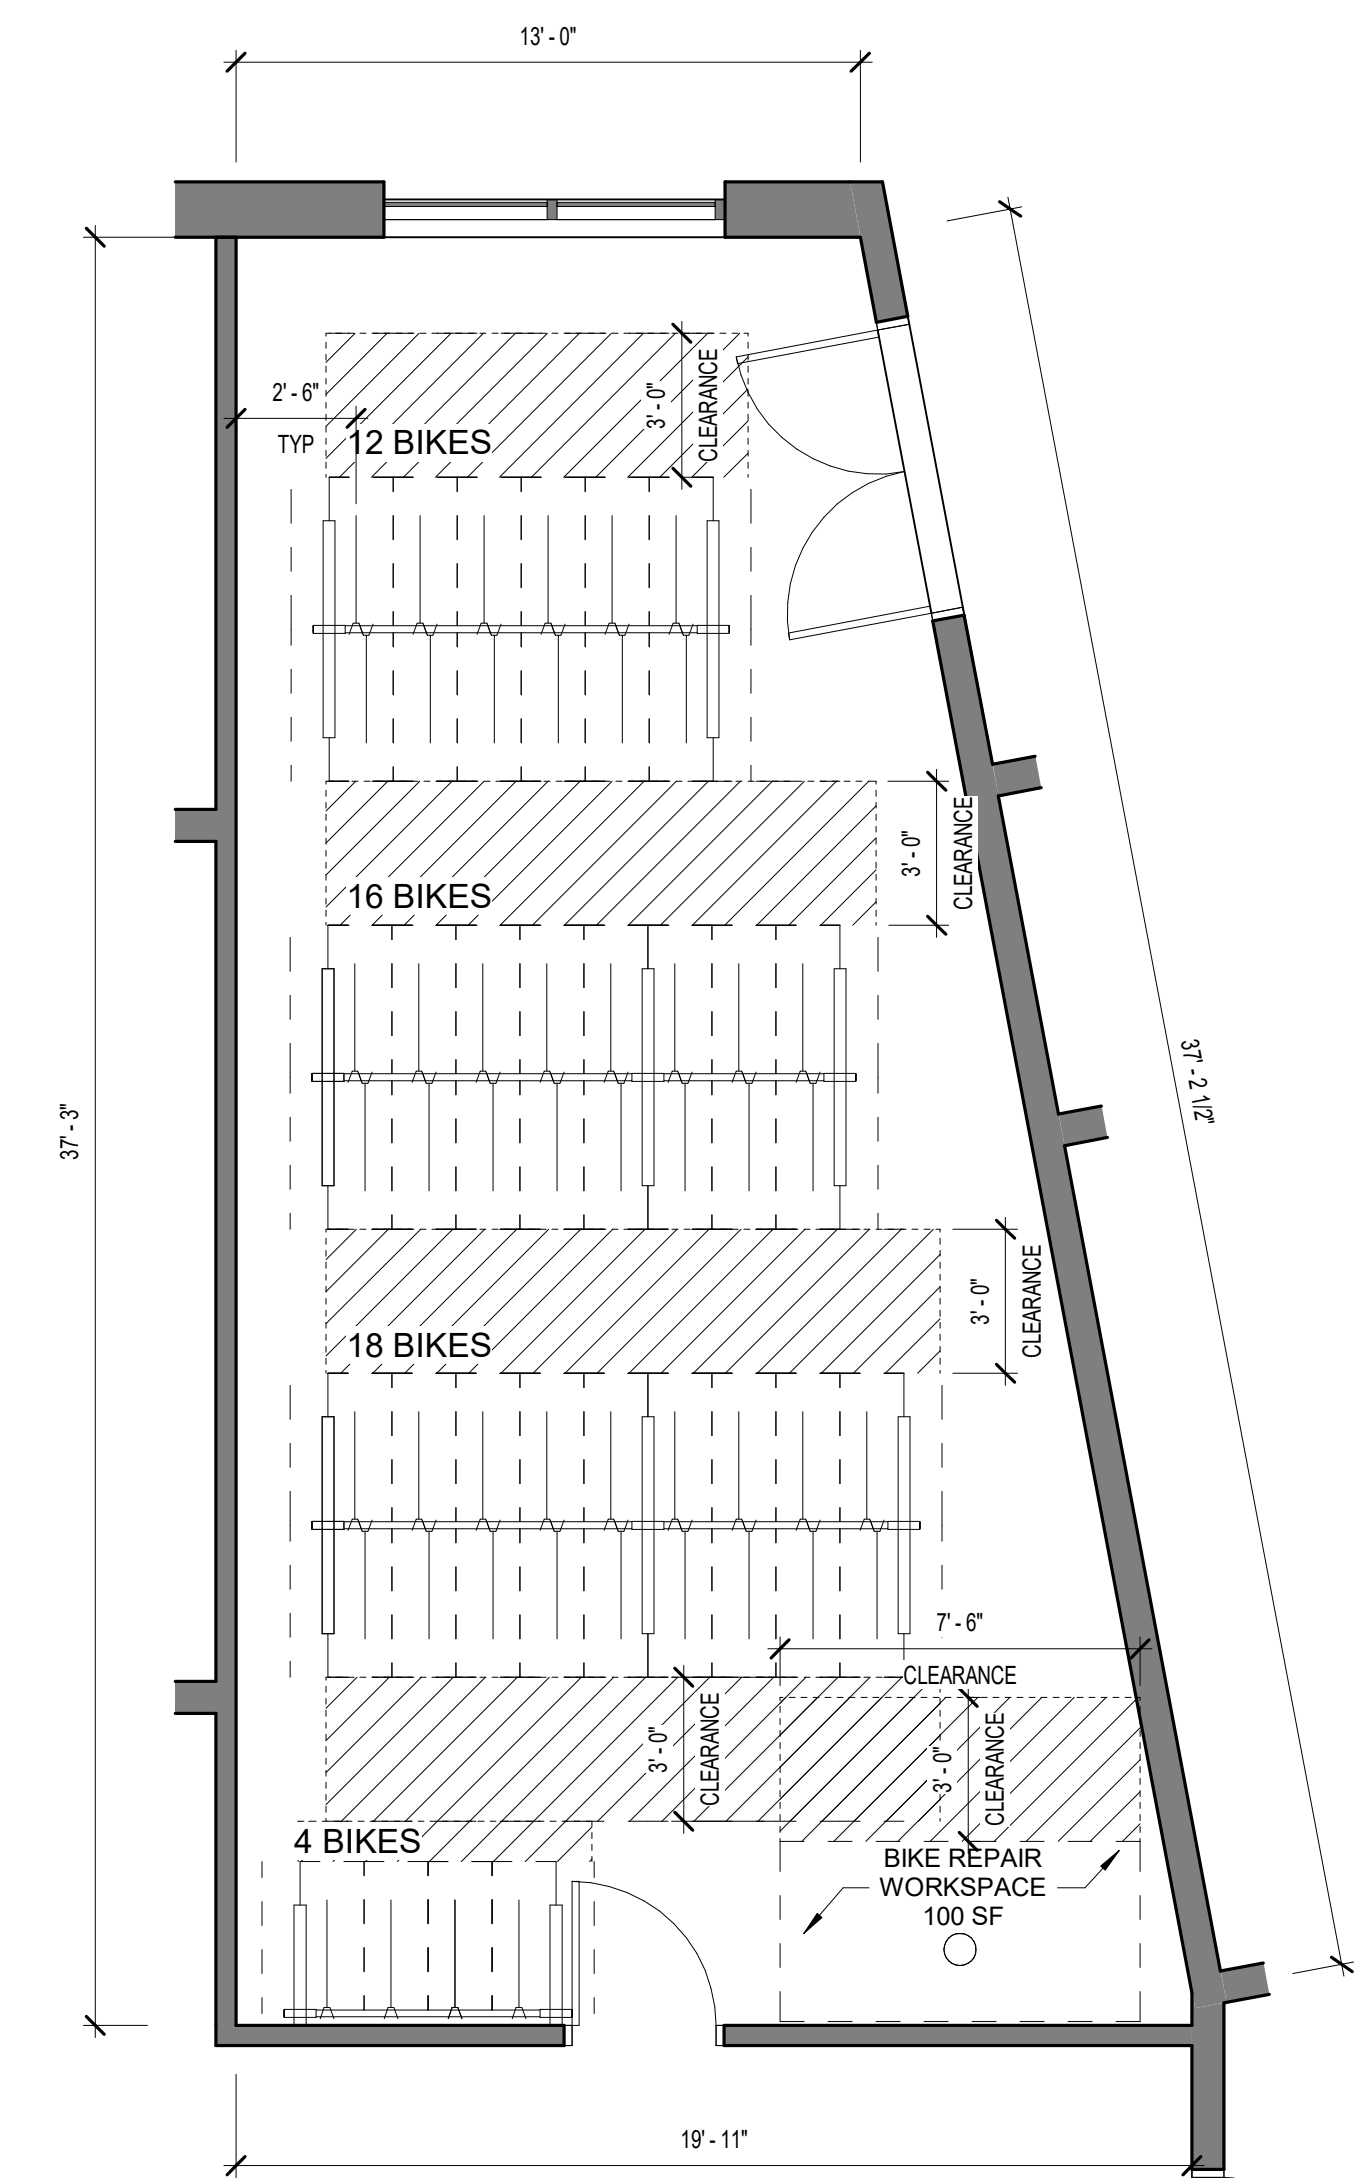 13' - 0"
2' - 6"
TYP
12 BIKES
3' - 0"
CLEARANCE
16 BIKES
3' - 0"
CLEARANCE
37' - 3"
37' - 2 1/2"
18 BIKES
3' - 0"
CLEARANCE
7' - 6"
CLEARANCE
3' - 0"
CLEARANCE
3' - 0"
CLEARANCE
4 BIKES
BIKE REPAIR
WORKSPACE
100 SF
19' - 11"